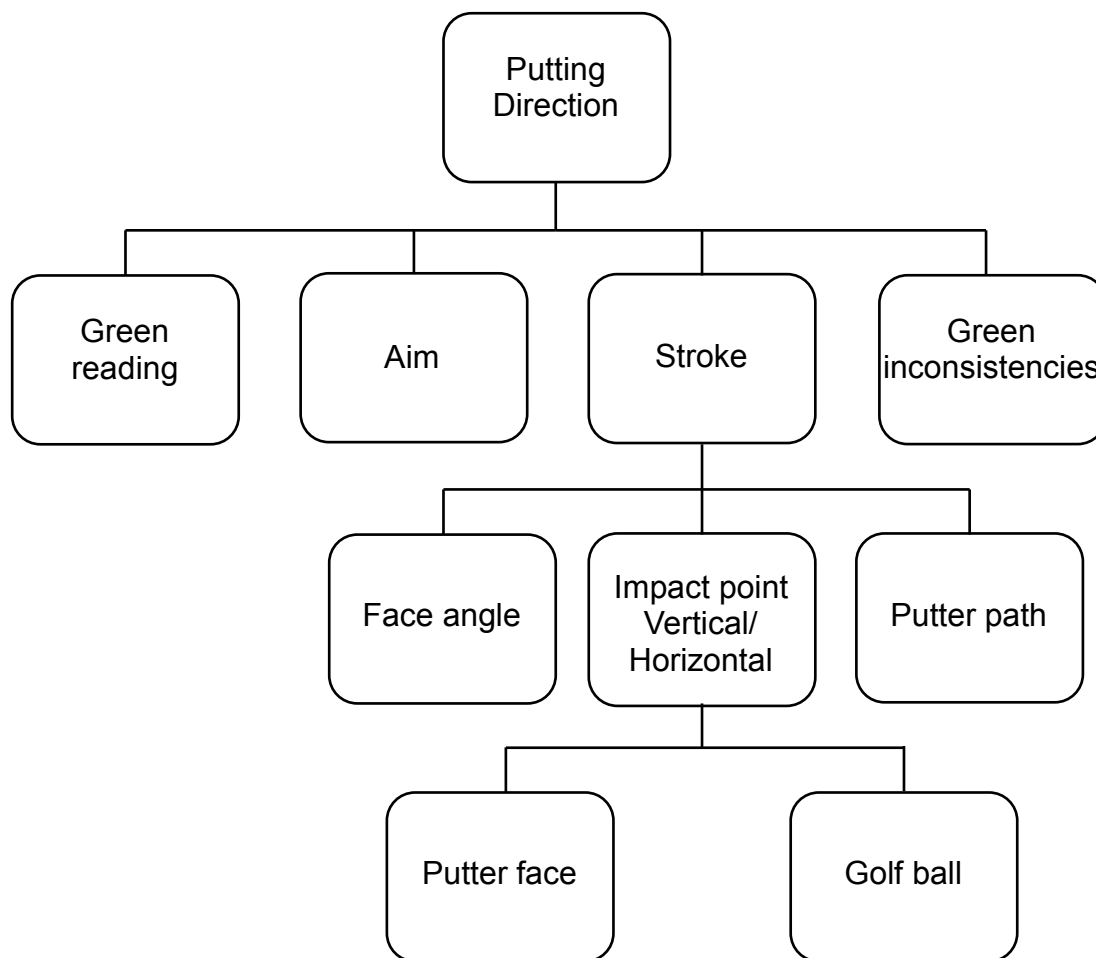 Putting
Direction
Green
reading
Aim
Stroke
Green
inconsistencies
Face angle
Impact point
Vertical/
Horizontal
Putter path
Putter face
Golf ball